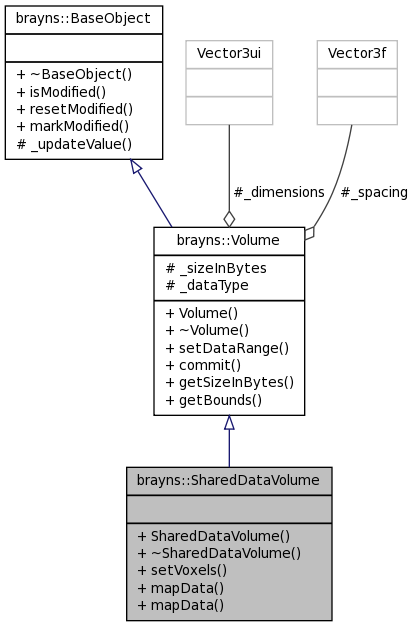 brayns::BaseObject
+ ~BaseObject()
+ isModified()
+ resetModified()
+ markModified()
# _updateValue()
Vector3ui
Vector3f
#_dimensions
#_spacing
brayns::Volume
# _sizeInBytes
# _dataType
+ Volume()
+ ~Volume()
+ setDataRange()
+ commit()
+ getSizeInBytes()
+ getBounds()
brayns::SharedDataVolume
+ SharedDataVolume()
+ ~SharedDataVolume()
+ setVoxels()
+ mapData()
+ mapData()